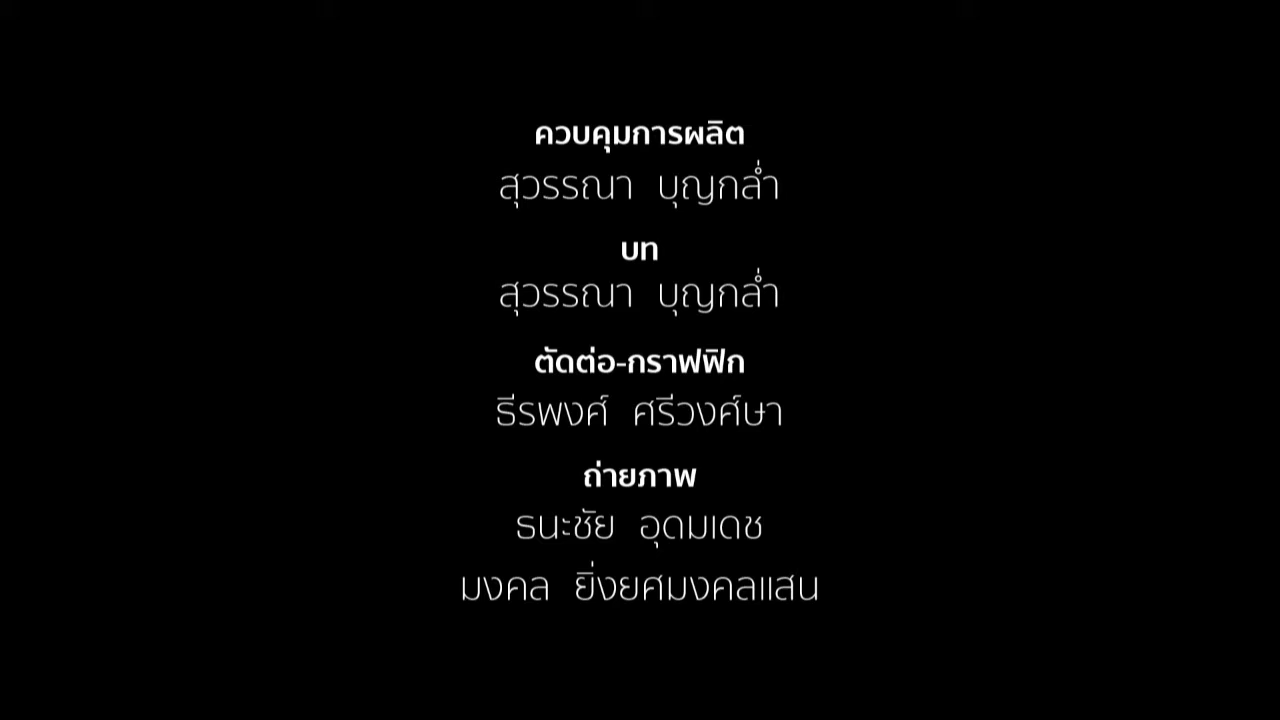 ควบคุมการผลิต
สุวรรณา บุญกล่ำ
บท
สุวรรณา บุญกล่ำ
ตัดต่อ-กราฟฟิก
ธีรพงศ์ ศรีวงศ์ษา
ถ่ายภาพ
ธนะชัย อุดมเดช
มงคล ยิ่งยศมงคลแสน